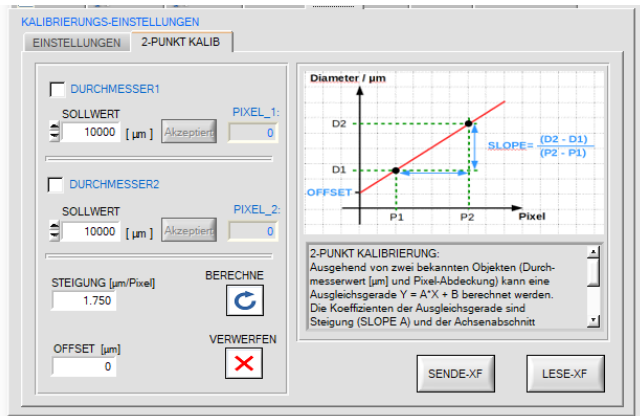 KALIBRIERUNGS-EINSTELLUNGEN
EINSTELLUNGEN
2-PUNKT KALIB
DURCHMESSER1
SOLLWERT
PIXEL_1:
10000 [ µm ] Akzeptiert 0
DURCHMESSER2
SOLLWERT
PIXEL_2:
10000 [ µm ] Akzeptiert 0
STEIGUNG [µm/Pixel]
BERECHNE
1.750
OFFSET [µm]
VERWERFEN
0
Diameter / µm
D2
SLOPE= (D2 - D1)
(P2 - P1)
D1
OFFSET
P1 P2 Pixel
2-PUNKT KALIBRIERUNG:
Ausgehend von zwei bekannten Objekten (Durch-
messerwert [µm] und Pixel-Abdeckung) kann eine
Ausgleichsgerade Y = A*X + B berechnet werden.
Die Koeffizienten der Ausgleichsgerade sind
Steigung (SLOPE A) und der Achsenabschnitt
SENDE-XF
LESE-XF